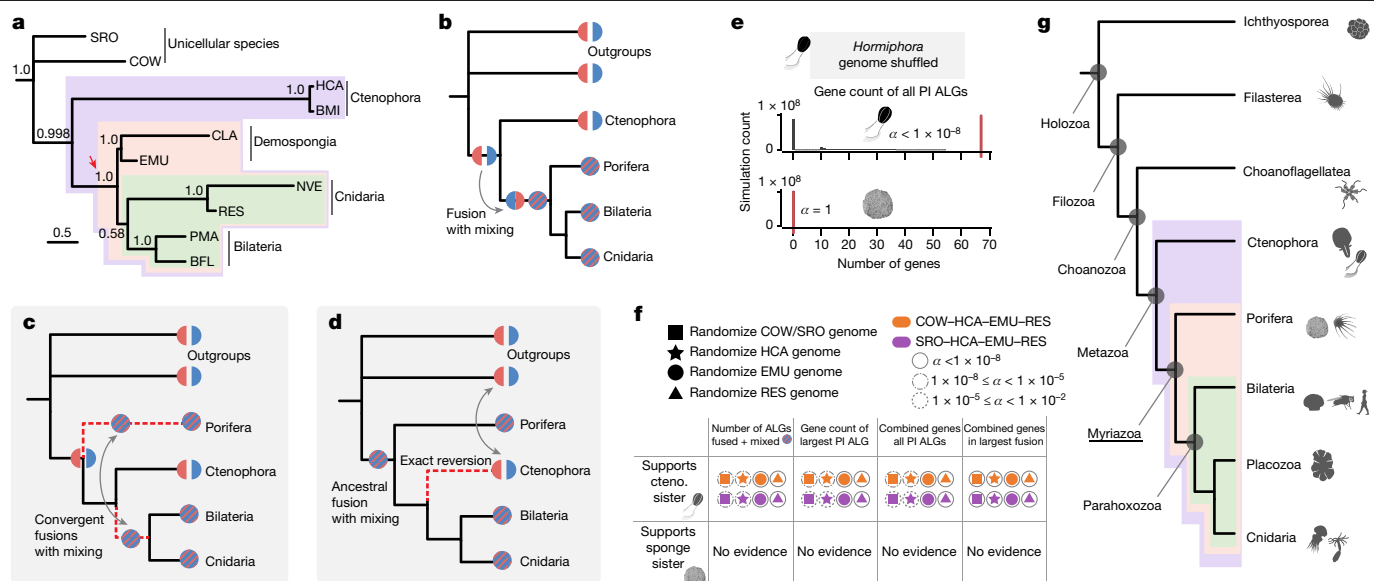 a
SRO
Unicellular species
COW
1.0
HCA
1.0
Ctenophora
BMI
0.998
CLA
1.0
Demospongia
EMU
1.0
NVE
1.0
Cnidaria
RES
0.5
0.58
PMA
1.0
Bilateria
BFL
b
Outgroups
Ctenophora
Porifera
Fusion
with mixing
Bilateria
Cnidaria
c
Outgroups
Porifera
Ctenophora
Convergent
fusions
with mixing
Bilateria
Cnidaria
d
Outgroups
Porifera
Exact reversion
Ctenophora
Ancestral
fusion
with mixing
Bilateria
Cnidaria
e
Hormiphora
genome shuffled
Gene count of all PI ALGs
Simulation count
1 × 10⁸
α < 1 × 10⁻⁸
0
1 × 10⁸
α = 1
0
0 10 20 30 40 50 60 70
Number of genes
f
Randomize COW/SRO genome
Randomize HCA genome
Randomize EMU genome
Randomize RES genome
COW–HCA–EMU–RES
SRO–HCA–EMU–RES
α <1 × 10⁻⁸
1 × 10⁻⁸ ≤ α < 1 × 10⁻⁵
1 × 10⁻⁵ ≤ α < 1 × 10⁻²
Number of ALGs
fused + mixed
Gene count of
largest PI ALG
Combined genes
all PI ALGs
Combined genes
in largest fusion
Supports
cteno.
sister
Supports
sponge
sister
No evidence
No evidence
No evidence
No evidence
g
Ichthyosporea
Filasterea
Holozoa
Choanoflagellatea
Filozoa
Ctenophora
Choanozoa
Porifera
Metazoa
Bilateria
Myriazoa
Placozoa
Parahoxozoa
Cnidaria